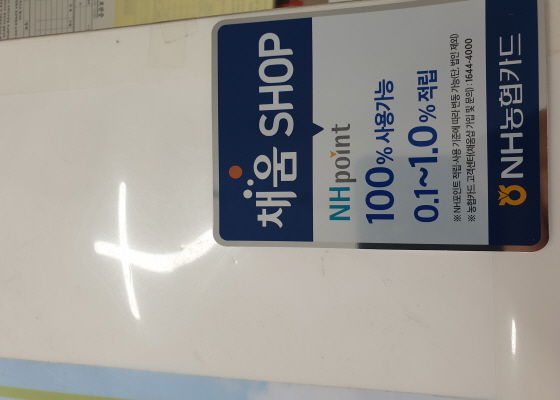 채움 SHOP
NHpoint
100% 사용가능
0.1~1.0% 적립
※ NH포인트 적립·사용 기준에 따라 변동 가능(단, 법인 제외)
※ 농협카드 고객센터(채움샵 가입 및 문의) : 1644-4000
NH농협카드